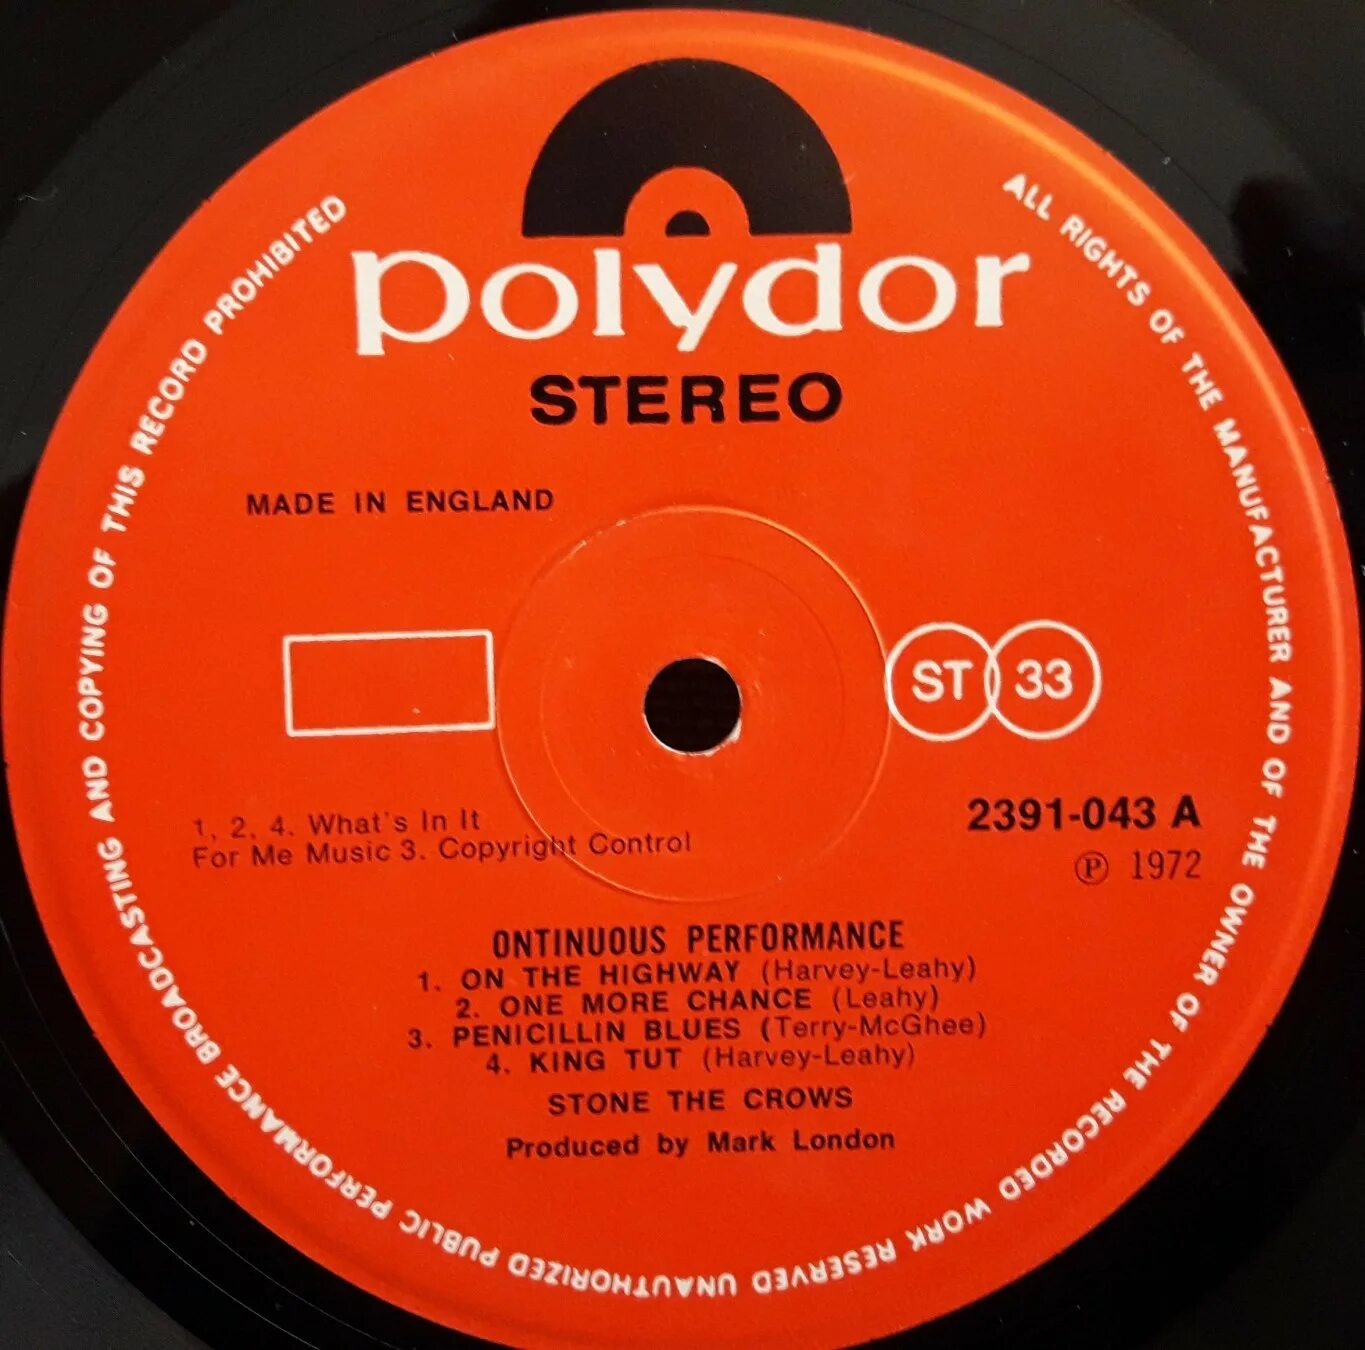 polydor
STEREO
MADE IN ENGLAND
ST 33
1, 2, 4. What's In It
For Me Music 3. Copyright Control
2391-043 A
Ⓟ 1972
ONTINUOUS PERFORMANCE
1. ON THE HIGHWAY (Harvey-Leahy)
2. ONE MORE CHANCE (Leahy)
3. PENICILLIN BLUES (Terry-McGhee)
4. KING TUT (Harvey-Leahy)
STONE THE CROWS
Produced by Mark London
ALL RIGHTS OF THE MANUFACTURER AND OF THE OWNER OF THE RECORDED WORK RESERVED UNAUTHORIZED PUBLIC PERFORMANCE BROADCASTING AND COPYING OF THIS RECORD PROHIBITED